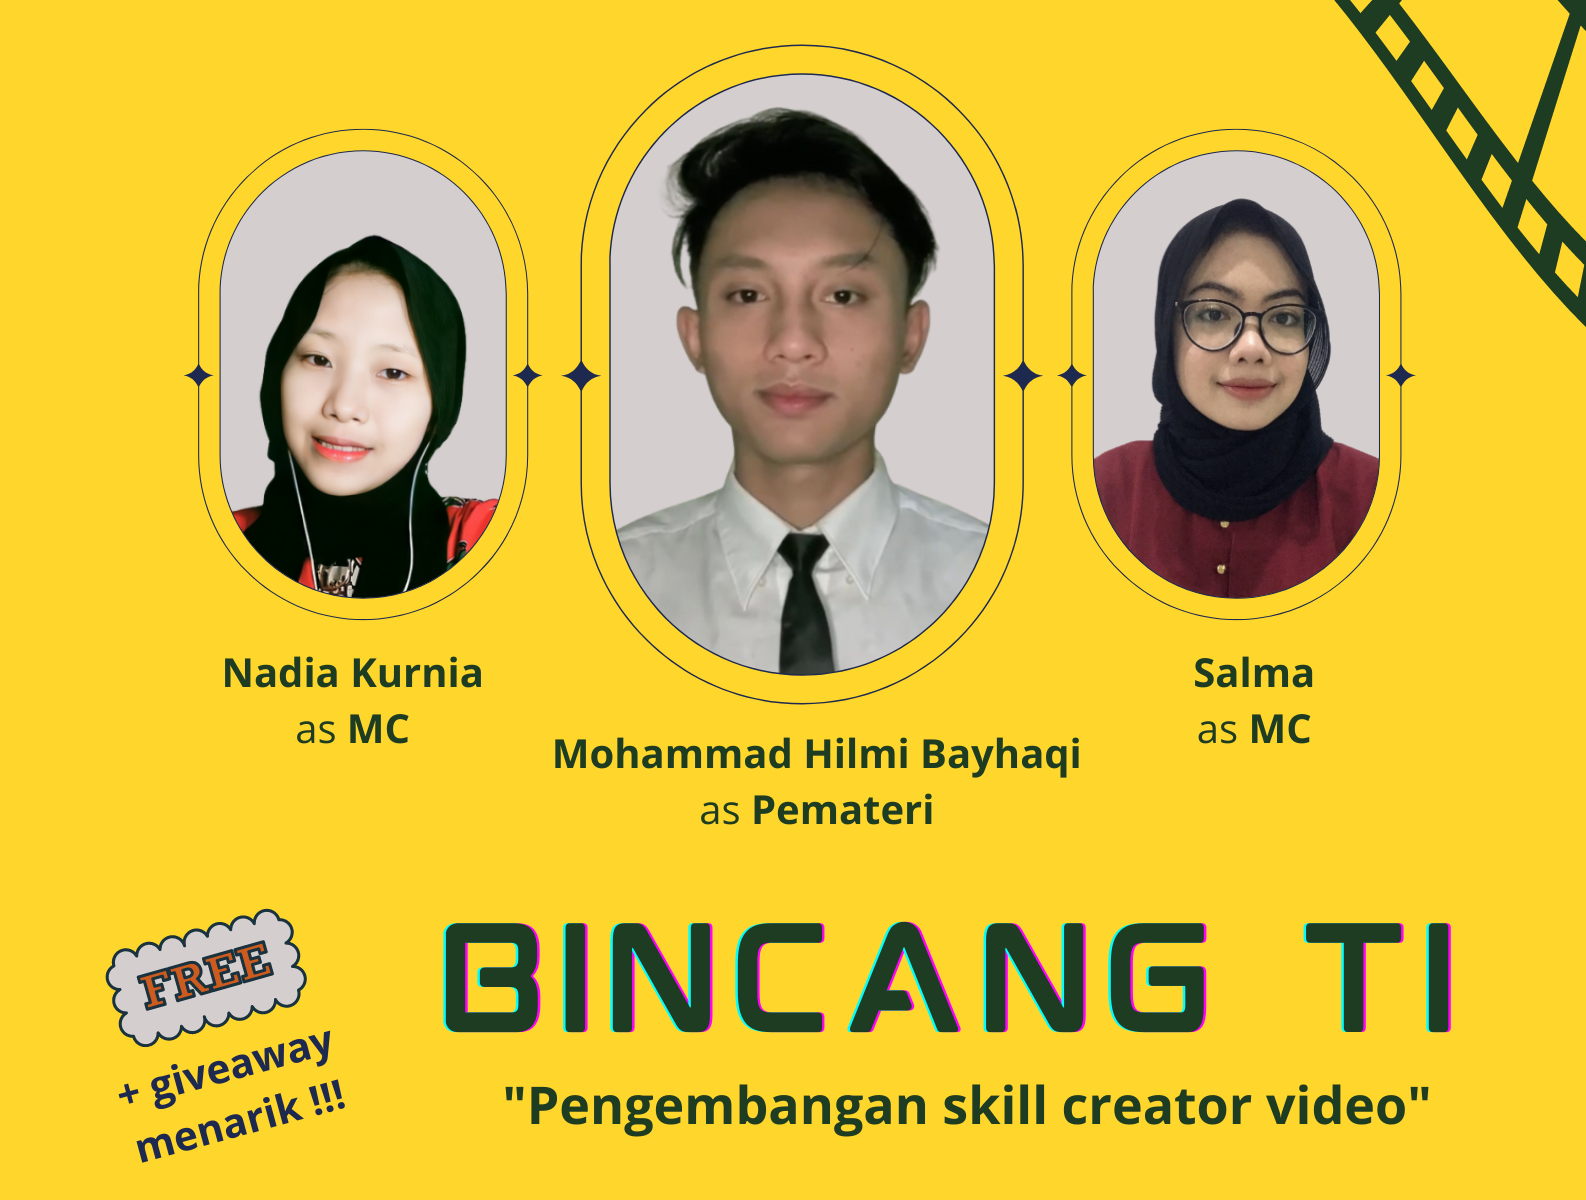 Nadia Kurnia
as MC
Mohammad Hilmi Bayhaqi
as Pemateri
Salma
as MC
FREE
+ giveaway
menarik !!!
BINCANG TI
"Pengembangan skill creator video"